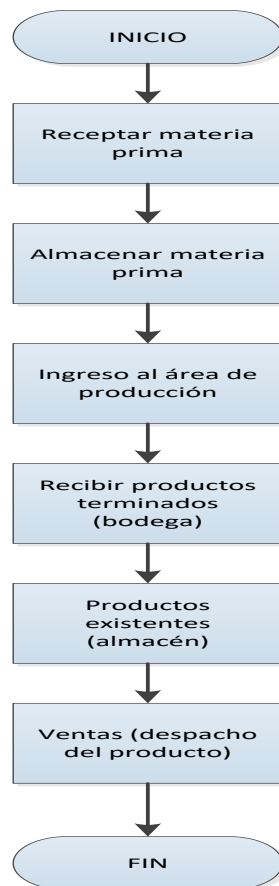 INICIO
Receptar materia
prima
Almacenar materia
prima
Ingreso al área de
producción
Recibir productos
terminados
(bodega)
Productos
existentes
(almacén)
Ventas (despacho
del producto)
FIN